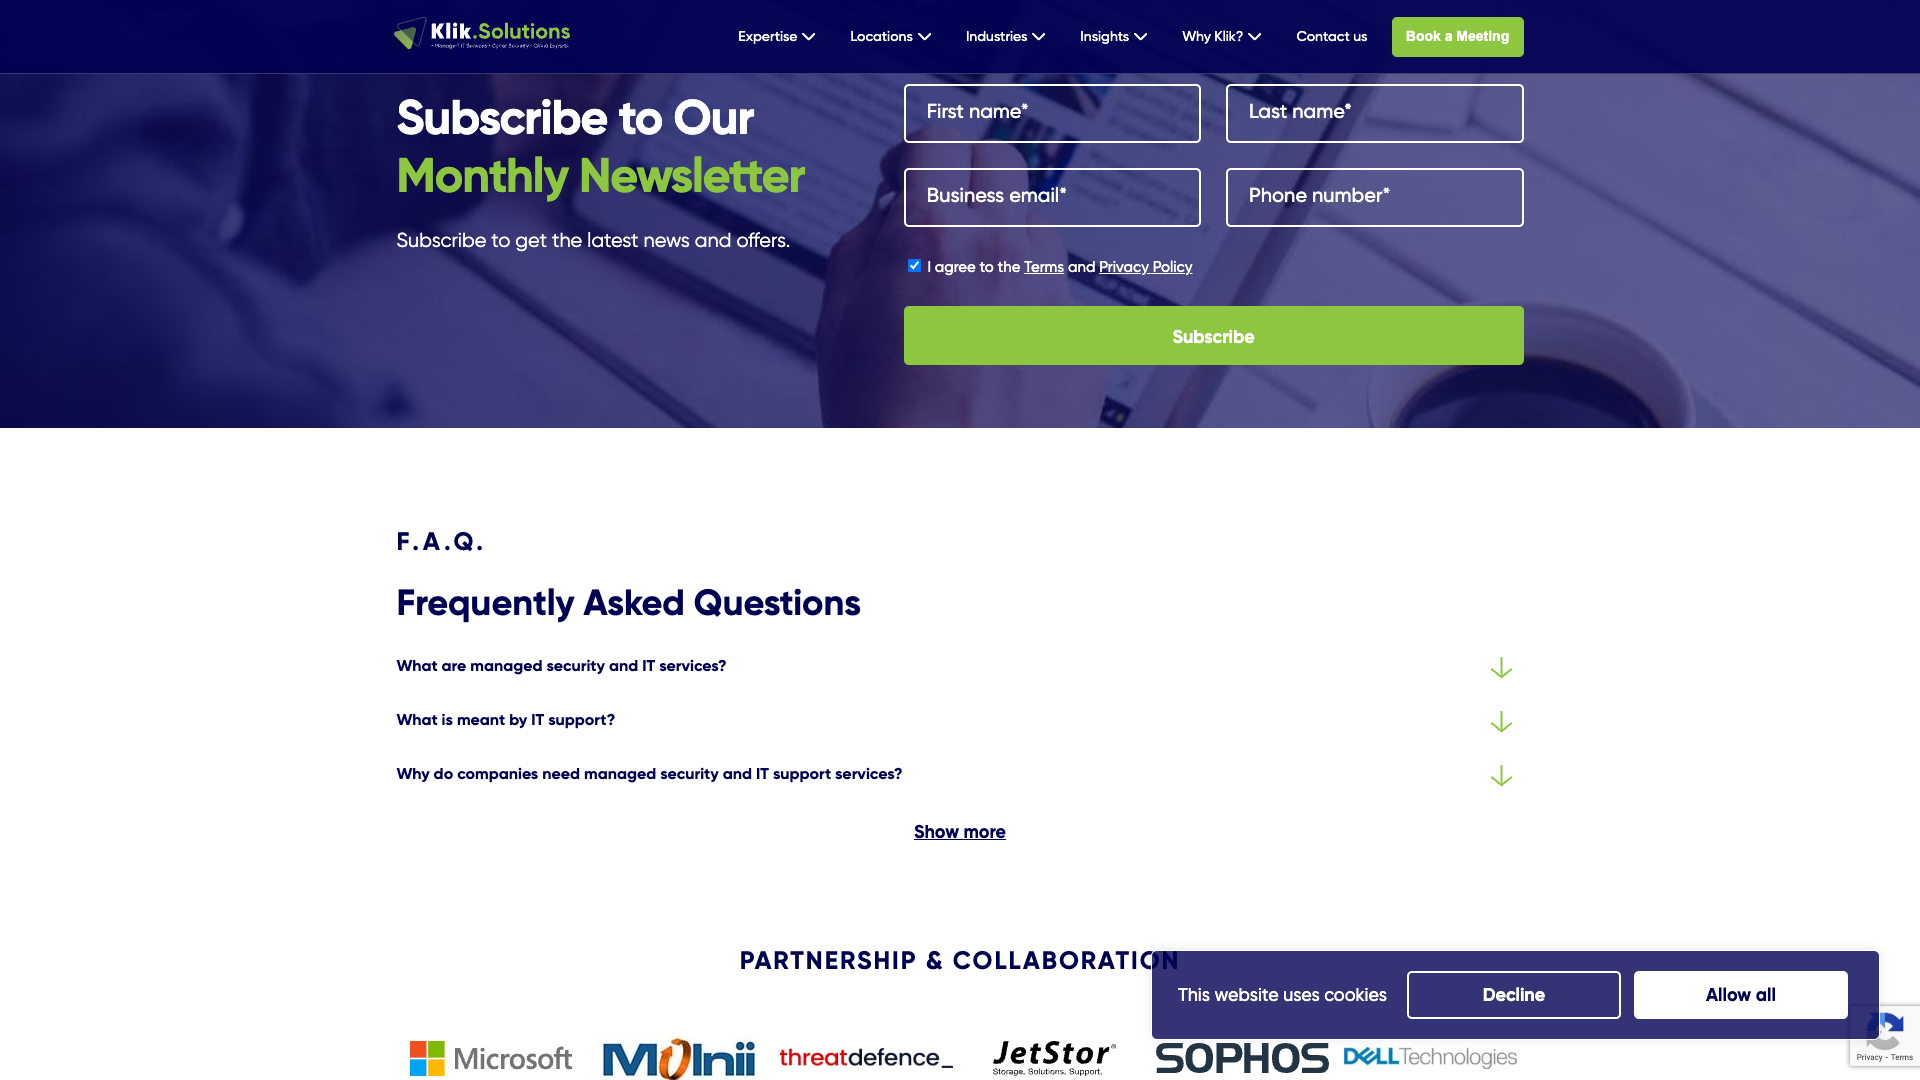 Klik.Solutions
• Managed IT Services • Cyber Security • Cloud Experts
Expertise
Locations
Industries
Insights
Why Klik?
Contact us
Book a Meeting
Subscribe to Our
Monthly Newsletter
Subscribe to get the latest news and offers.
First name*
Last name*
Business email*
Phone number*
I agree to the Terms and Privacy Policy
Subscribe
F.A.Q.
Frequently Asked Questions
What are managed security and IT services?
What is meant by IT support?
Why do companies need managed security and IT support services?
Show more
PARTNERSHIP & COLLABORATION
This website uses cookies
Decline
Allow all
Microsoft
threatdefence_
JetStor
Storage. Solutions. Support.
SOPHOS
DELL Technologies
Privacy - Terms